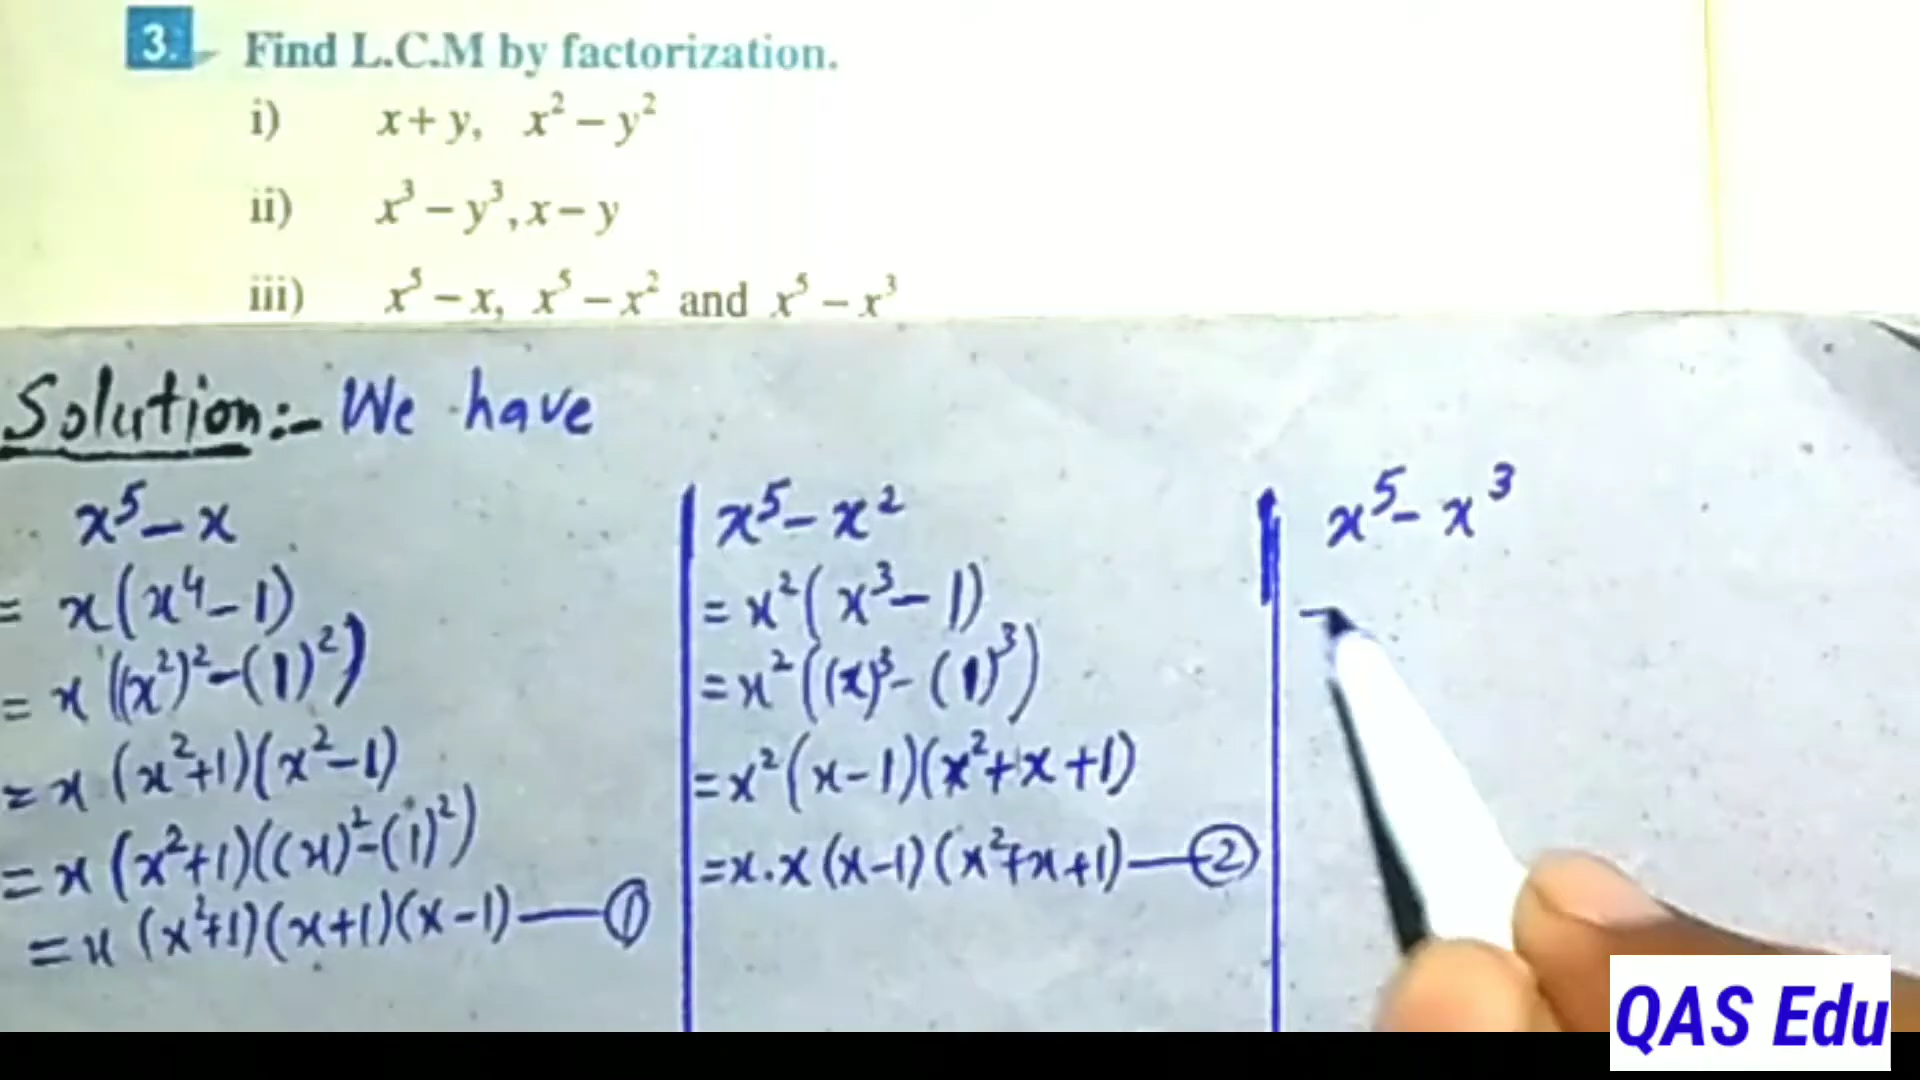 3. Find L.C.M by factorization.
i) x + y, x² − y²
ii) x³ − y³, x − y
iii) x⁵ − x, x⁵ − x² and x⁵ − x³
Solution:- We have
x⁵ − x
= x(x⁴ − 1)
= x((x²)² − (1)²)
= x(x²+1)(x²−1)
= x(x²+1)((x)²−(1)²)
= x(x²+1)(x+1)(x−1) — ①
x⁵ − x²
= x²(x³ − 1)
= x²((x)³ − (1)³)
= x²(x−1)(x²+x+1)
= x.x(x−1)(x²+x+1) — ②
x⁵ − x³
QAS Edu